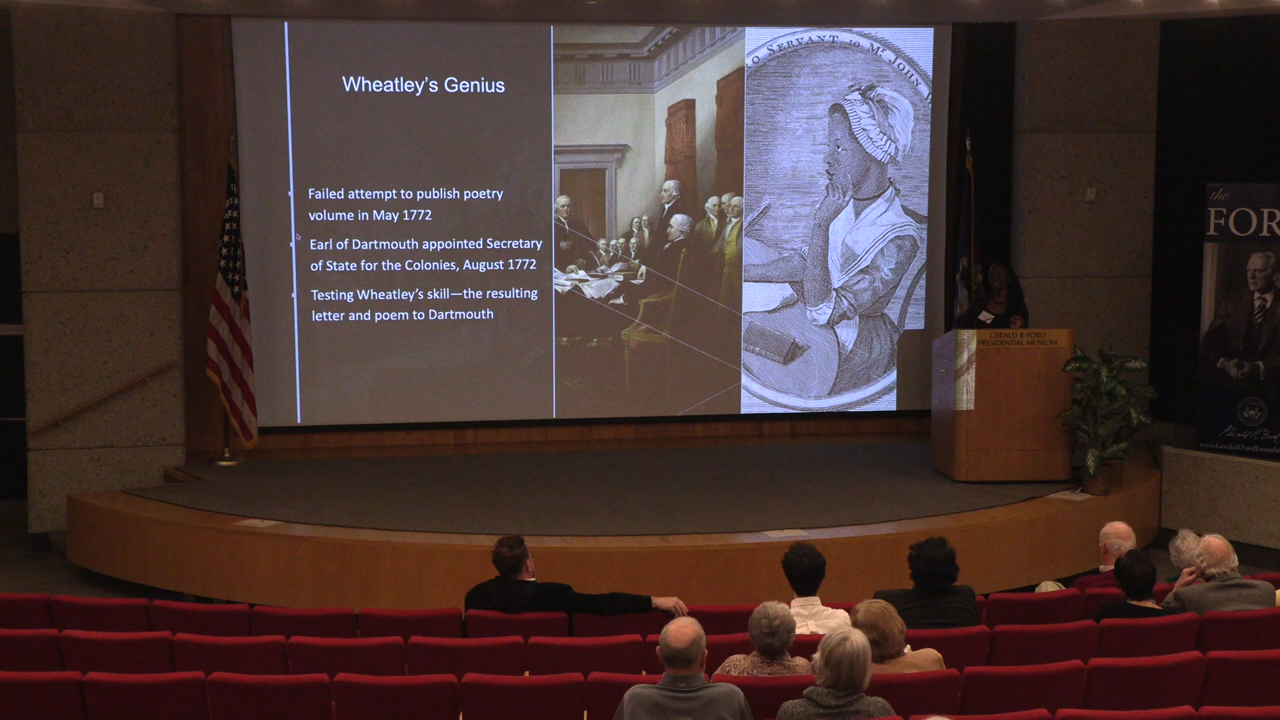 Wheatley's Genius
Failed attempt to publish poetry
volume in May 1772
Earl of Dartmouth appointed Secretary
of State for the Colonies, August 1772
Testing Wheatley's skill—the resulting
letter and poem to Dartmouth
SERVANT to Mr. JOHN
GERALD R FORD
PRESIDENTIAL MUSEUM
the
FOR